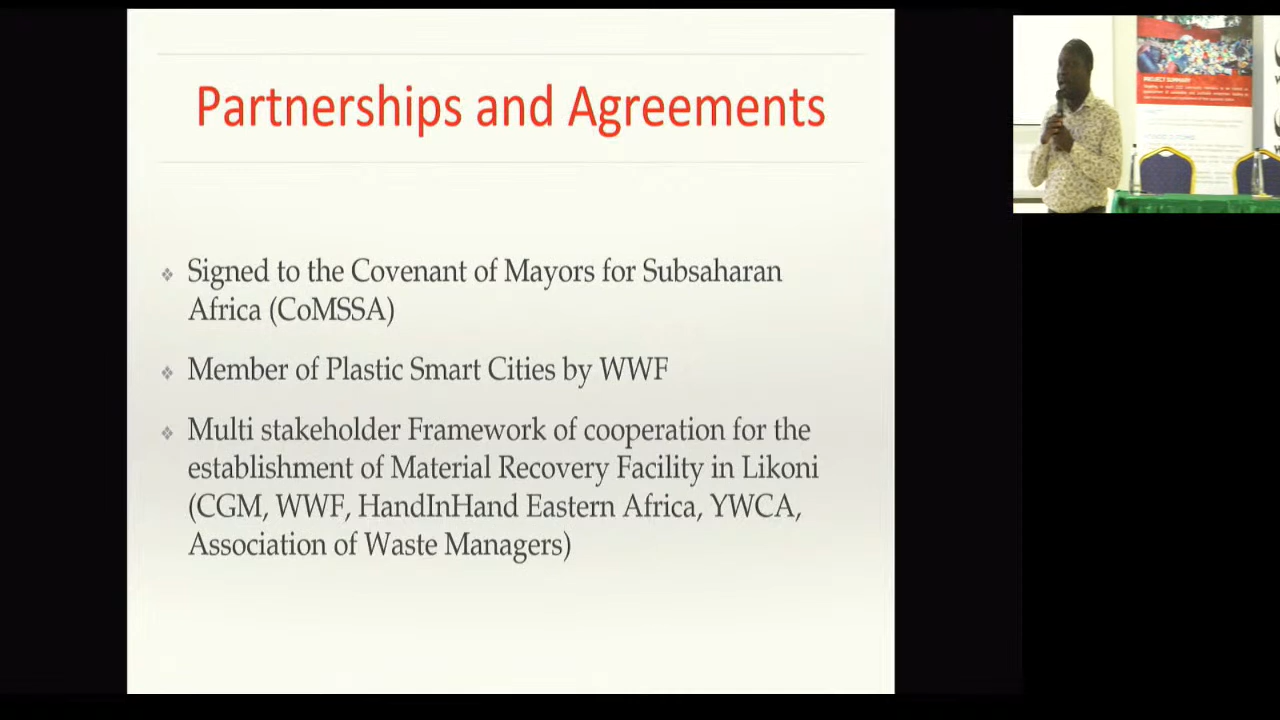 Partnerships and Agreements
Signed to the Covenant of Mayors for Subsaharan
Africa (CoMSSA)
Member of Plastic Smart Cities by WWF
Multi stakeholder Framework of cooperation for the
establishment of Material Recovery Facility in Likoni
(CGM, WWF, HandInHand Eastern Africa, YWCA,
Association of Waste Managers)
PROJECT SUMMARY